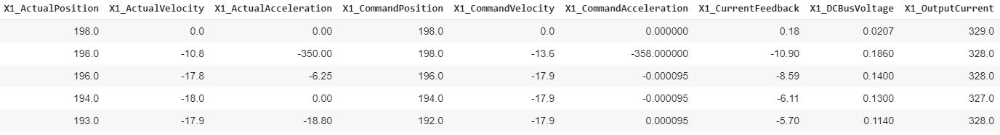 X1_ActualPosition X1_ActualVelocity X1_ActualAcceleration X1_CommandPosition X1_CommandVelocity X1_CommandAcceleration X1_CurrentFeedback X1_DCBusVoltage X1_OutputCurrent
198.0 0.0 0.00 198.0 0.0 0.000000 0.18 0.0207 329.0
198.0 -10.8 -350.00 198.0 -13.6 -358.000000 -10.90 0.1860 328.0
196.0 -17.8 -6.25 196.0 -17.9 -0.000095 -8.59 0.1400 328.0
194.0 -18.0 0.00 194.0 -17.9 -0.000095 -6.11 0.1300 327.0
193.0 -17.9 -18.80 192.0 -17.9 0.000095 -5.70 0.1140 328.0